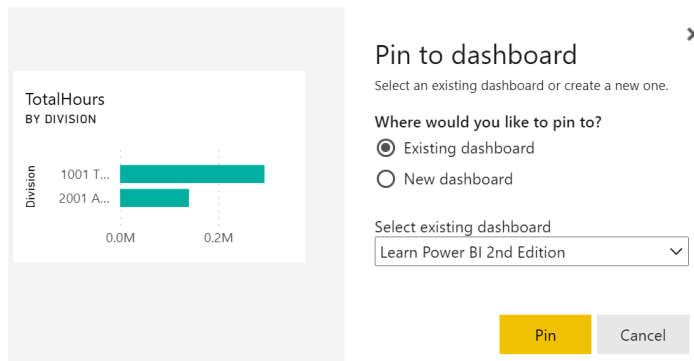 TotalHours
BY DIVISION
Division
1001 T...
2001 A...
0.0M 0.2M
Pin to dashboard
Select an existing dashboard or create a new one.
Where would you like to pin to?
Existing dashboard
New dashboard
Select existing dashboard
Learn Power BI 2nd Edition
Pin Cancel